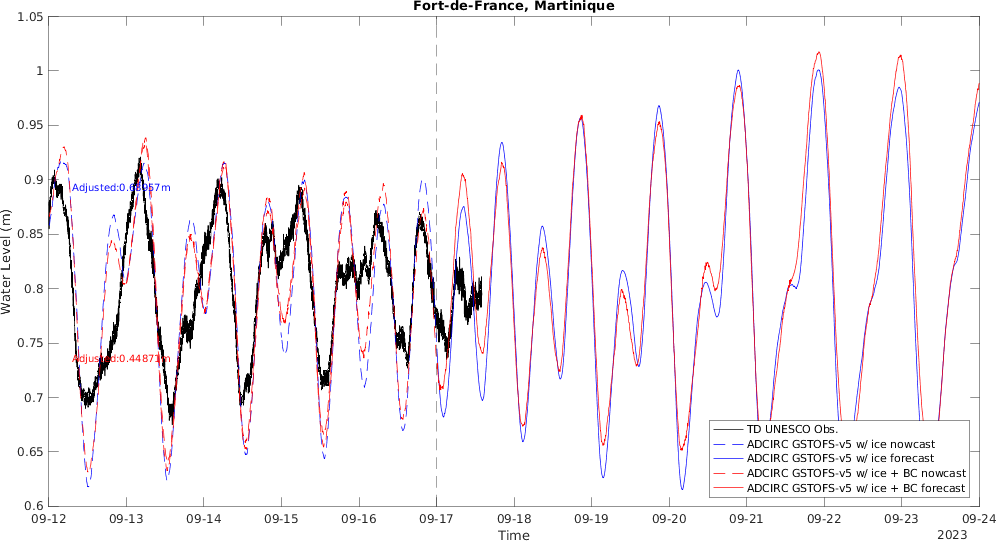 Fort-de-France, Martinique
Water Level (m)
1.05
1
0.95
0.9
0.85
0.8
0.75
0.7
0.65
0.6
Adjusted:0.68957m
Adjusted:0.44871m
TD UNESCO Obs.
ADCIRC GSTOFS-v5 w/ ice nowcast
ADCIRC GSTOFS-v5 w/ ice forecast
ADCIRC GSTOFS-v5 w/ ice + BC nowcast
ADCIRC GSTOFS-v5 w/ ice + BC forecast
09-12 09-13 09-14 09-15 09-16 09-17 09-18 09-19 09-20 09-21 09-22 09-23 09-24
Time
2023